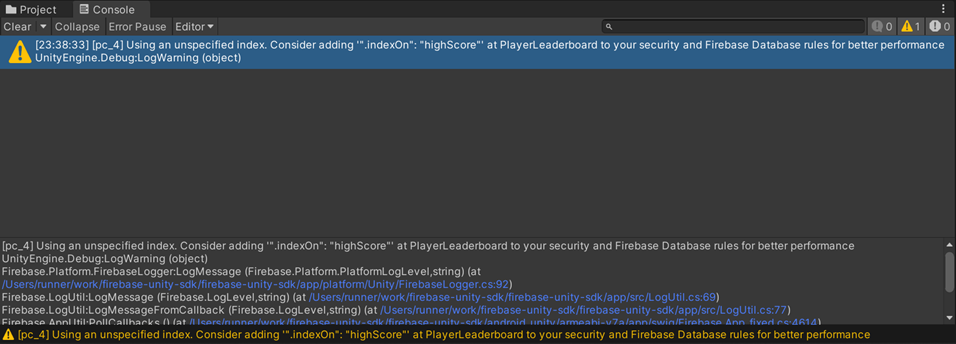 Project Console
Clear Collapse Error Pause Editor 0 1 0
[23:38:33] [pc_4] Using an unspecified index. Consider adding '".indexOn": "highScore"' at PlayerLeaderboard to your security and Firebase Database rules for better performance
UnityEngine.Debug:LogWarning (object)
[pc_4] Using an unspecified index. Consider adding '".indexOn": "highScore"' at PlayerLeaderboard to your security and Firebase Database rules for better performance
UnityEngine.Debug:LogWarning (object)
Firebase.Platform.FirebaseLogger:LogMessage (Firebase.Platform.PlatformLogLevel,string) (at
/Users/runner/work/firebase-unity-sdk/firebase-unity-sdk/app/platform/Unity/FirebaseLogger.cs:92)
Firebase.LogUtil:LogMessage (Firebase.LogLevel,string) (at /Users/runner/work/firebase-unity-sdk/firebase-unity-sdk/app/src/LogUtil.cs:69)
Firebase.LogUtil:LogMessageFromCallback (Firebase.LogLevel,string) (at /Users/runner/work/firebase-unity-sdk/firebase-unity-sdk/app/src/LogUtil.cs:77)
Firebase.AppUtil:PollCallbacks () (at /Users/runner/work/firebase-unity-sdk/firebase-unity-sdk/android_unity/armeabi-v7a/app/swig/Firebase.App_fixed.cs:4614)
[pc_4] Using an unspecified index. Consider adding '".indexOn": "highScore"' at PlayerLeaderboard to your security and Firebase Database rules for better performance